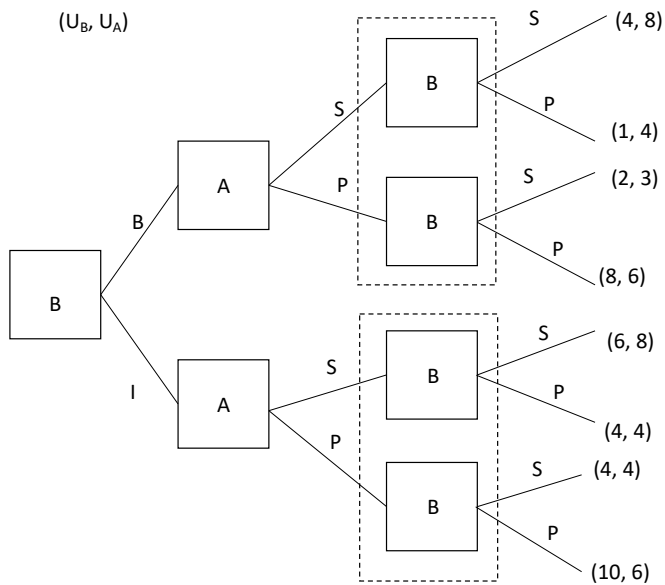 (U_B, U_A)
S
(4, 8)
B
S
P
(1, 4)
A
P
S
(2, 3)
B
B
P
(8, 6)
B
S
(6, 8)
S
B
I
A
P
(4, 4)
P
S
(4, 4)
B
P
(10, 6)